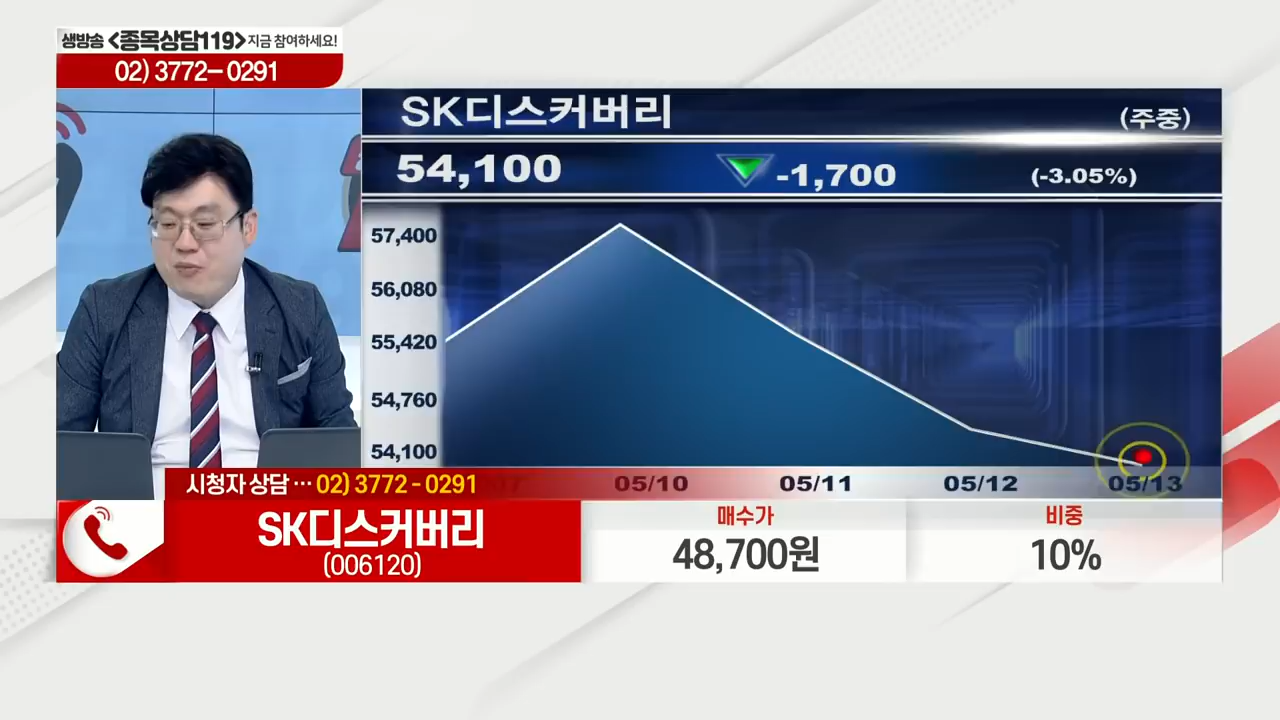 생방송 <종목상담119> 지금 참여하세요!
02) 3772-0291
SK디스커버리 (주중)
54,100 -1,700 (-3.05%)
57,400
56,080
55,420
54,760
54,100
05/10 05/11 05/12 05/13
시청자 상담 ··· 02) 3772 - 0291
SK디스커버리
(006120)
매수가 비중
48,700원 10%